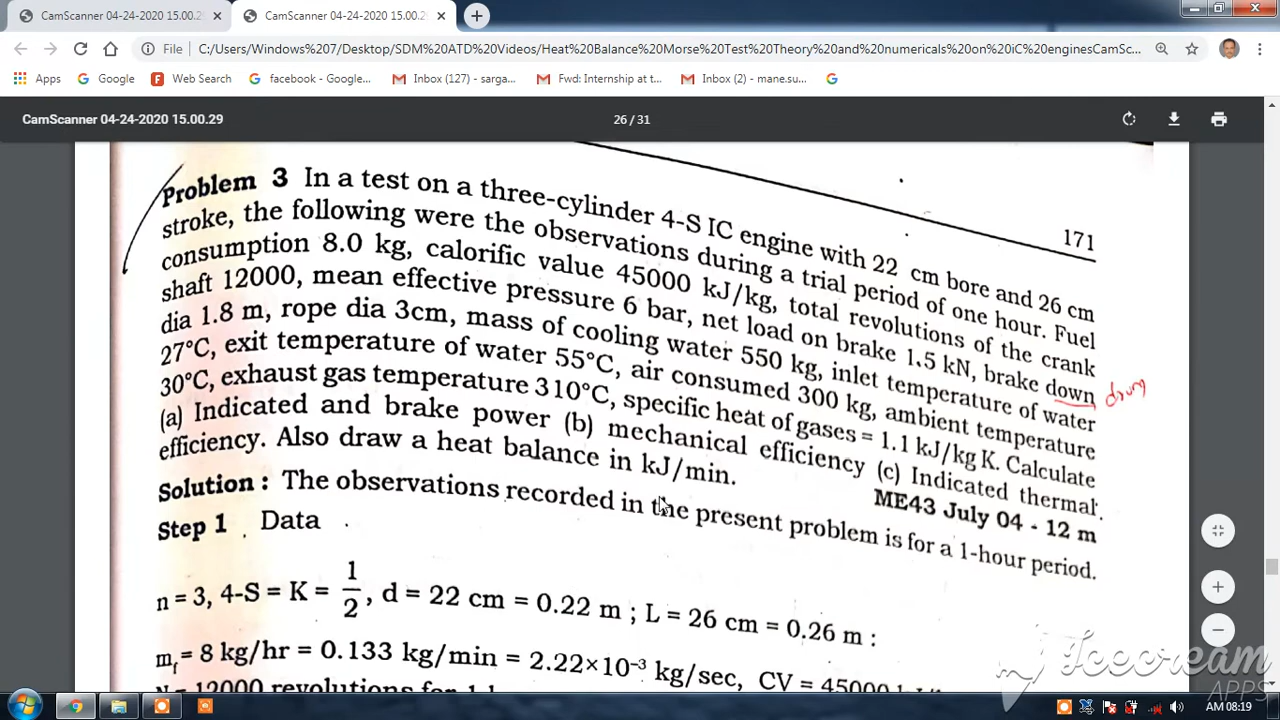 CamScanner 04-24-2020 15.00.29
CamScanner 04-24-2020 15.00.29
File
C:/Users/Windows%207/Desktop/SDM%20ATD%20Videos/Heat%20Balance%20Morse%20Test%20Theory%20and%20numericals%20on%20iC%20enginesCamSc...
Apps
Google
Web Search
facebook - Google...
Inbox (127) - sarga...
Fwd: Internship at t...
Inbox (2) - mane.su...
CamScanner 04-24-2020 15.00.29
26 / 31
171
Problem 3 In a test on a three-cylinder 4-S IC engine with 22 cm bore and 26 cm
stroke, the following were the observations during a trial period of one hour. Fuel
consumption 8.0 kg, calorific value 45000 kJ/kg, total revolutions of the crank
shaft 12000, mean effective pressure 6 bar, net load on brake 1.5 kN, brake down
drum
dia 1.8 m, rope dia 3cm, mass of cooling water 550 kg, inlet temperature of water
27°C, exit temperature of water 55°C, air consumed 300 kg, ambient temperature
30°C, exhaust gas temperature 310°C, specific heat of gases = 1.1 kJ/kg K. Calculate
(a) Indicated and brake power (b) mechanical efficiency (c) Indicated thermal
efficiency. Also draw a heat balance in kJ/min.
ME43 July 04 - 12 m
Solution : The observations recorded in the present problem is for a 1-hour period.
Step 1 Data
n = 3, 4-S = K = 1/2, d = 22 cm = 0.22 m ; L = 26 cm = 0.26 m :
mf = 8 kg/hr = 0.133 kg/min = 2.22×10⁻³ kg/sec, CV = 45000
N = 12000 revolutions for 1
Icecream
APPS
AM 08:19